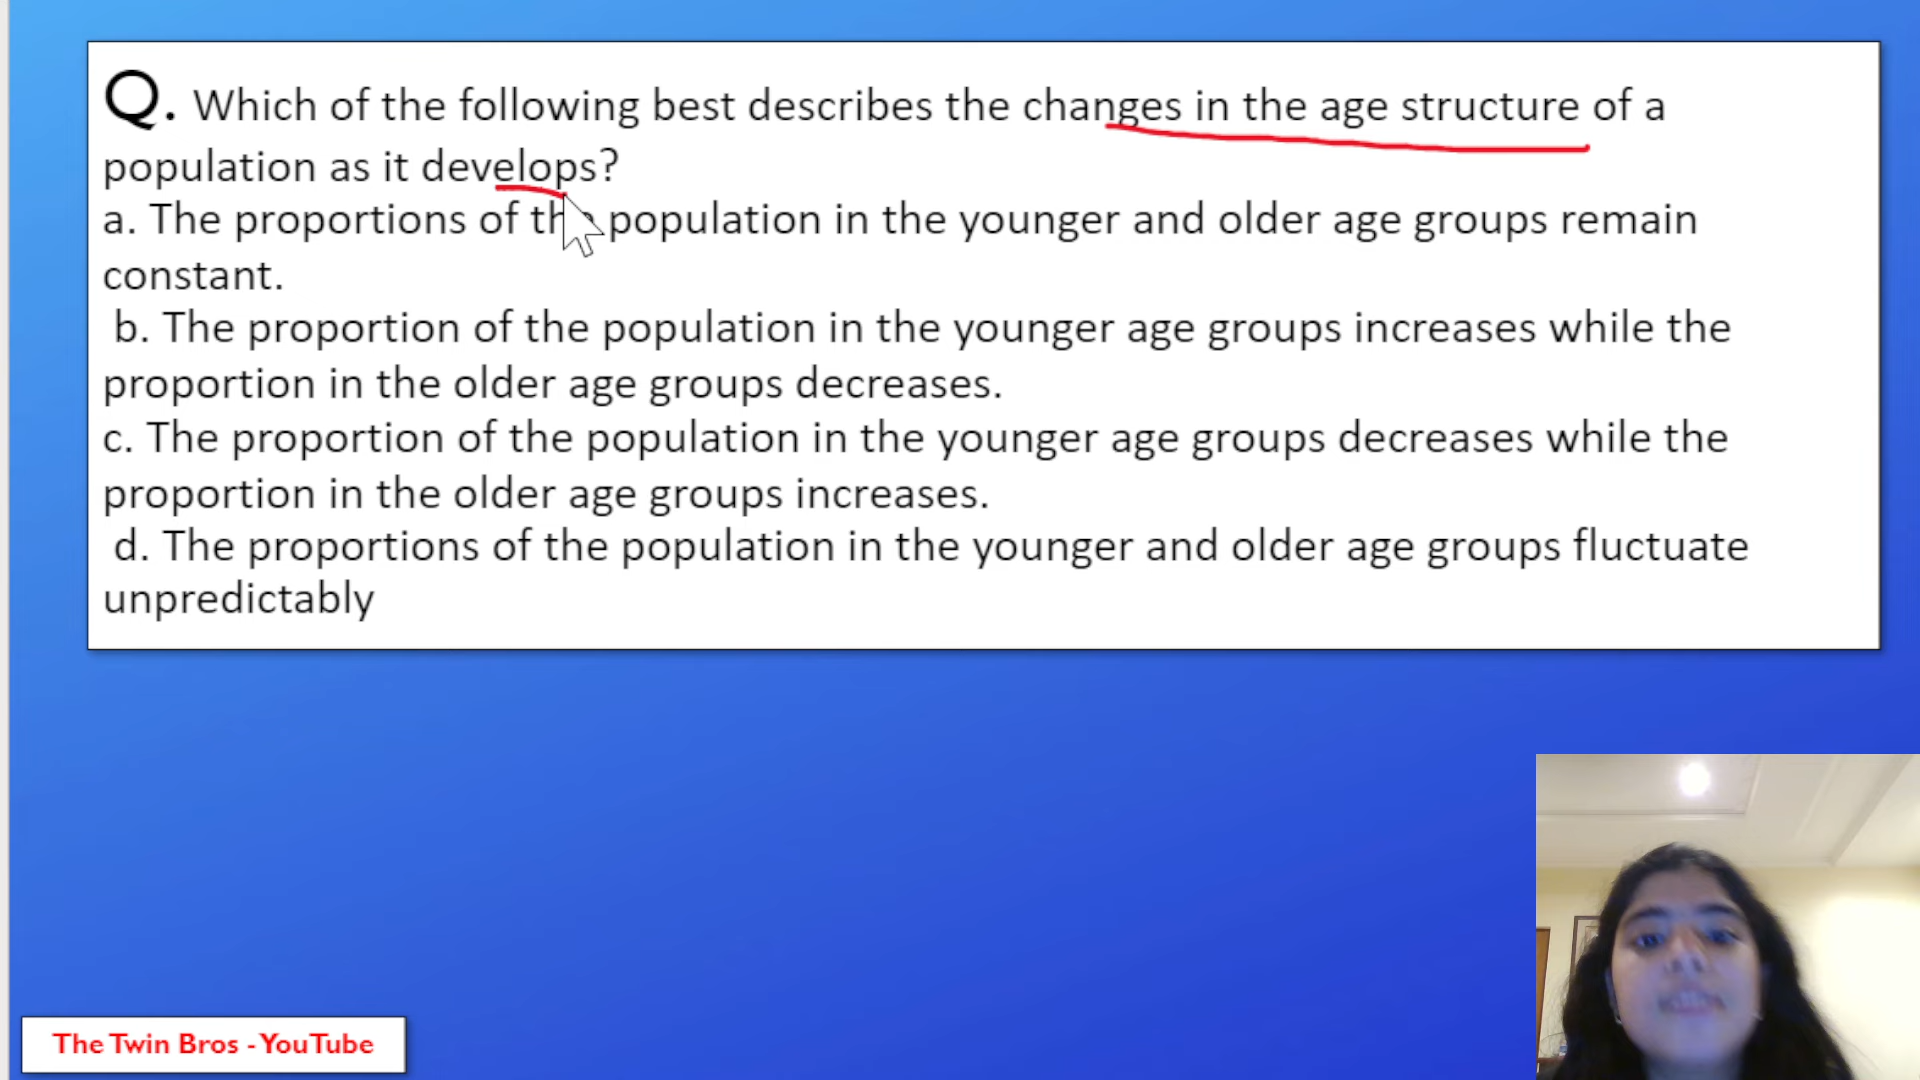 Q. Which of the following best describes the changes in the age structure of a
population as it develops?
a. The proportions of the population in the younger and older age groups remain
constant.
b. The proportion of the population in the younger age groups increases while the
proportion in the older age groups decreases.
c. The proportion of the population in the younger age groups decreases while the
proportion in the older age groups increases.
d. The proportions of the population in the younger and older age groups fluctuate
unpredictably
The Twin Bros - YouTube